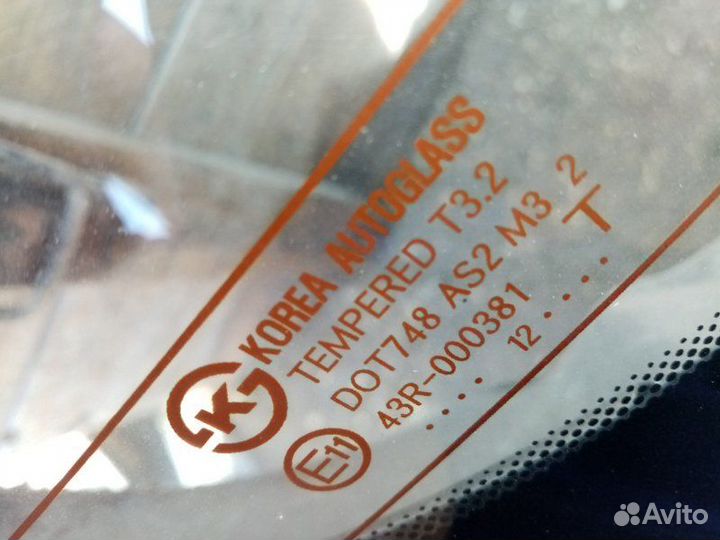 K KOREA AUTOGLASS
TEMPERED T3.2
DOT748 AS2 M3 2
E11 43R-000381 T
.... 12 ....
Avito